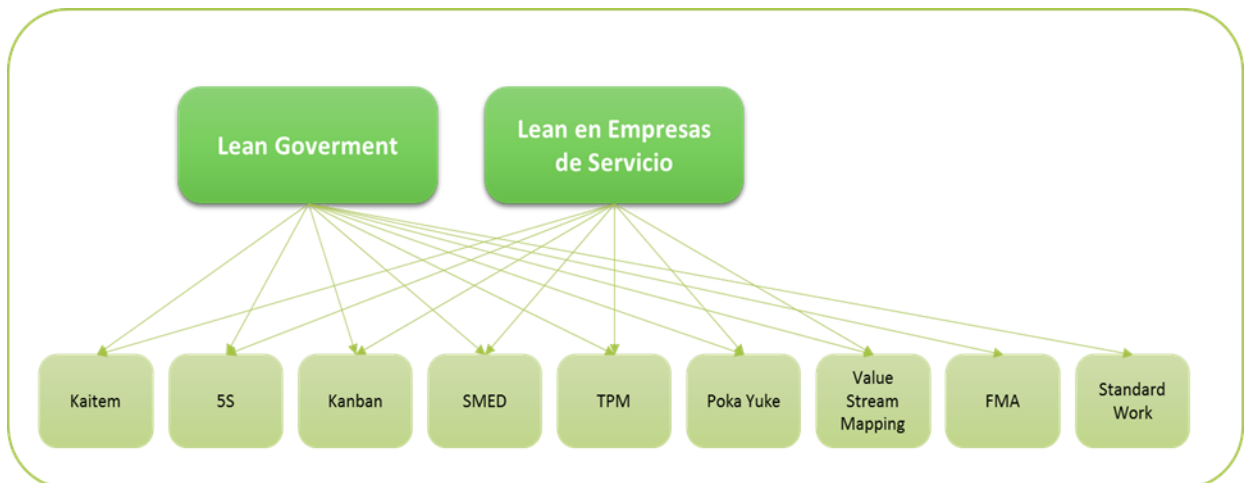 Lean Goverment
Lean en Empresas
de Servicio
Kaitem
5S
Kanban
SMED
TPM
Poka Yuke
Value
Stream
Mapping
FMA
Standard
Work